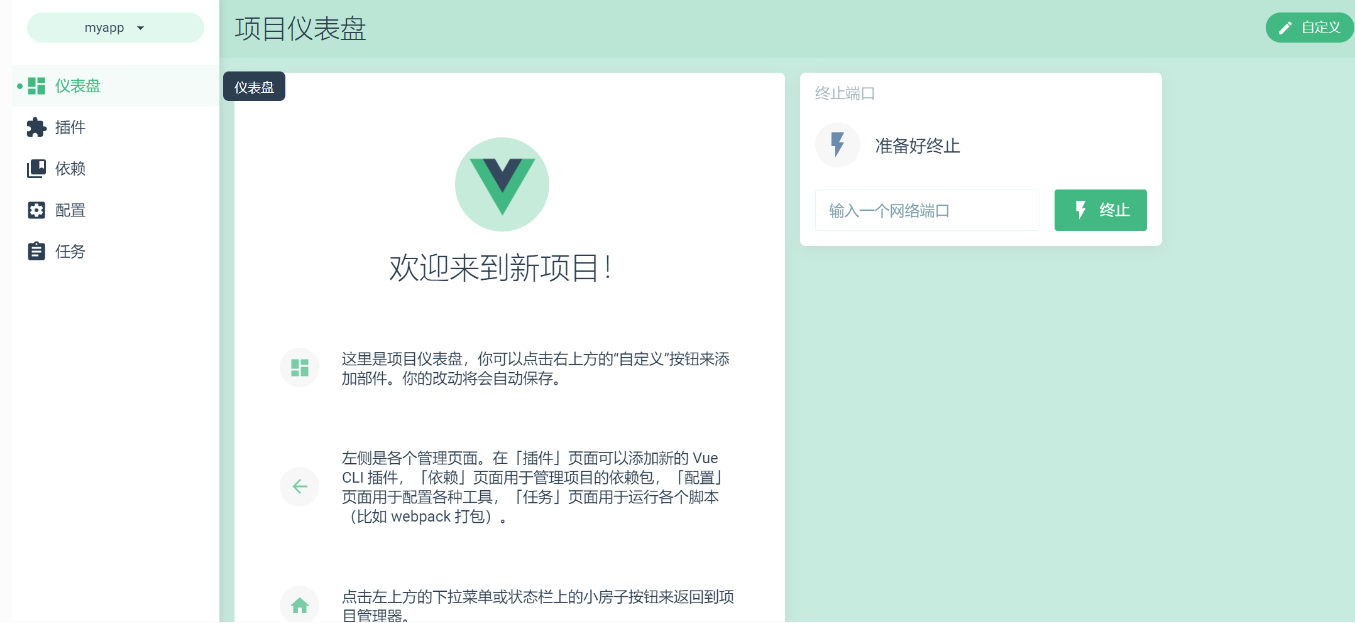 myapp
项目仪表盘
自定义
仪表盘
插件
依赖
配置
任务
仪表盘
欢迎来到新项目！
这里是项目仪表盘，你可以点击右上方的“自定义”按钮来添
加部件。你的改动将会自动保存。
左侧是各个管理页面。在「插件」页面可以添加新的 Vue
CLI 插件，「依赖」页面用于管理项目的依赖包，「配置」
页面用于配置各种工具，「任务」页面用于运行各个脚本
（比如 webpack 打包）。
点击左上方的下拉菜单或状态栏上的小房子按钮来返回到项
目管理器。
终止端口
准备好终止
输入一个网络端口
终止